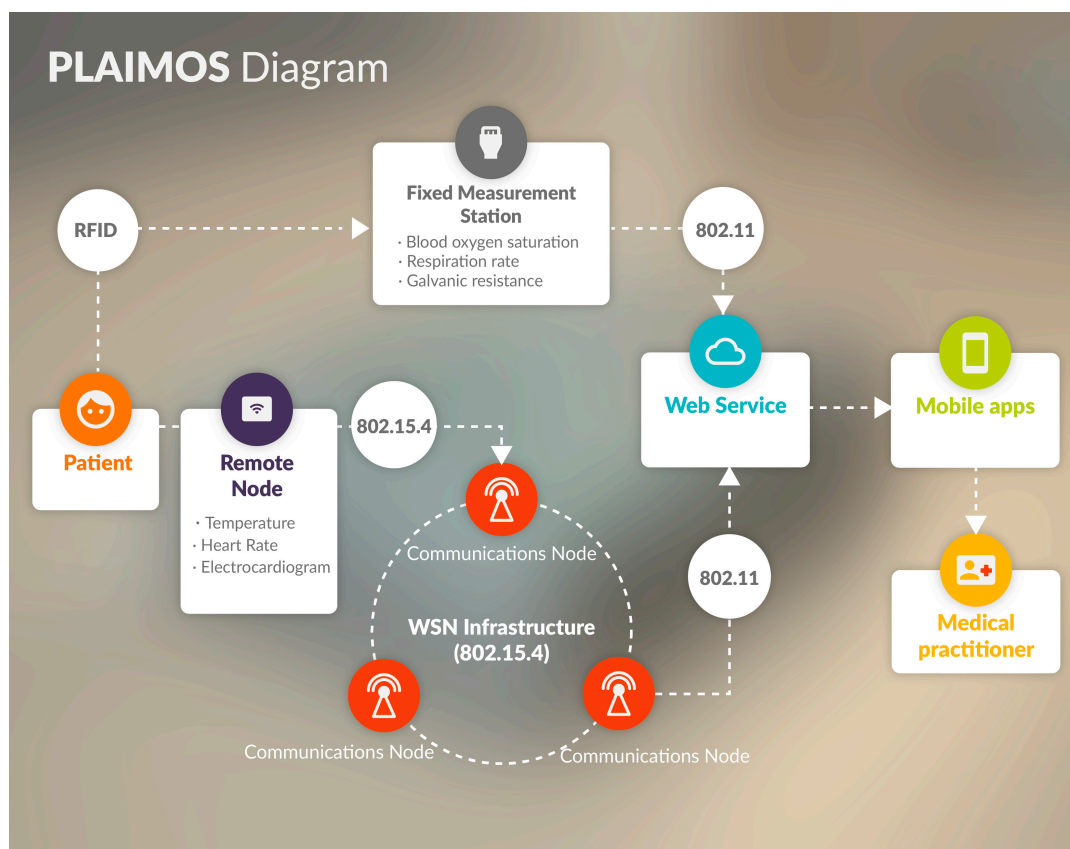 PLAIMOS Diagram
RFID
Fixed Measurement
Station
· Blood oxygen saturation
· Respiration rate
· Galvanic resistance
802.11
Patient
Remote
Node
· Temperature
· Heart Rate
· Electrocardiogram
802.15.4
Web Service
Mobile apps
Communications Node
WSN Infrastructure
(802.15.4)
Communications Node
Communications Node
802.11
Medical
practitioner